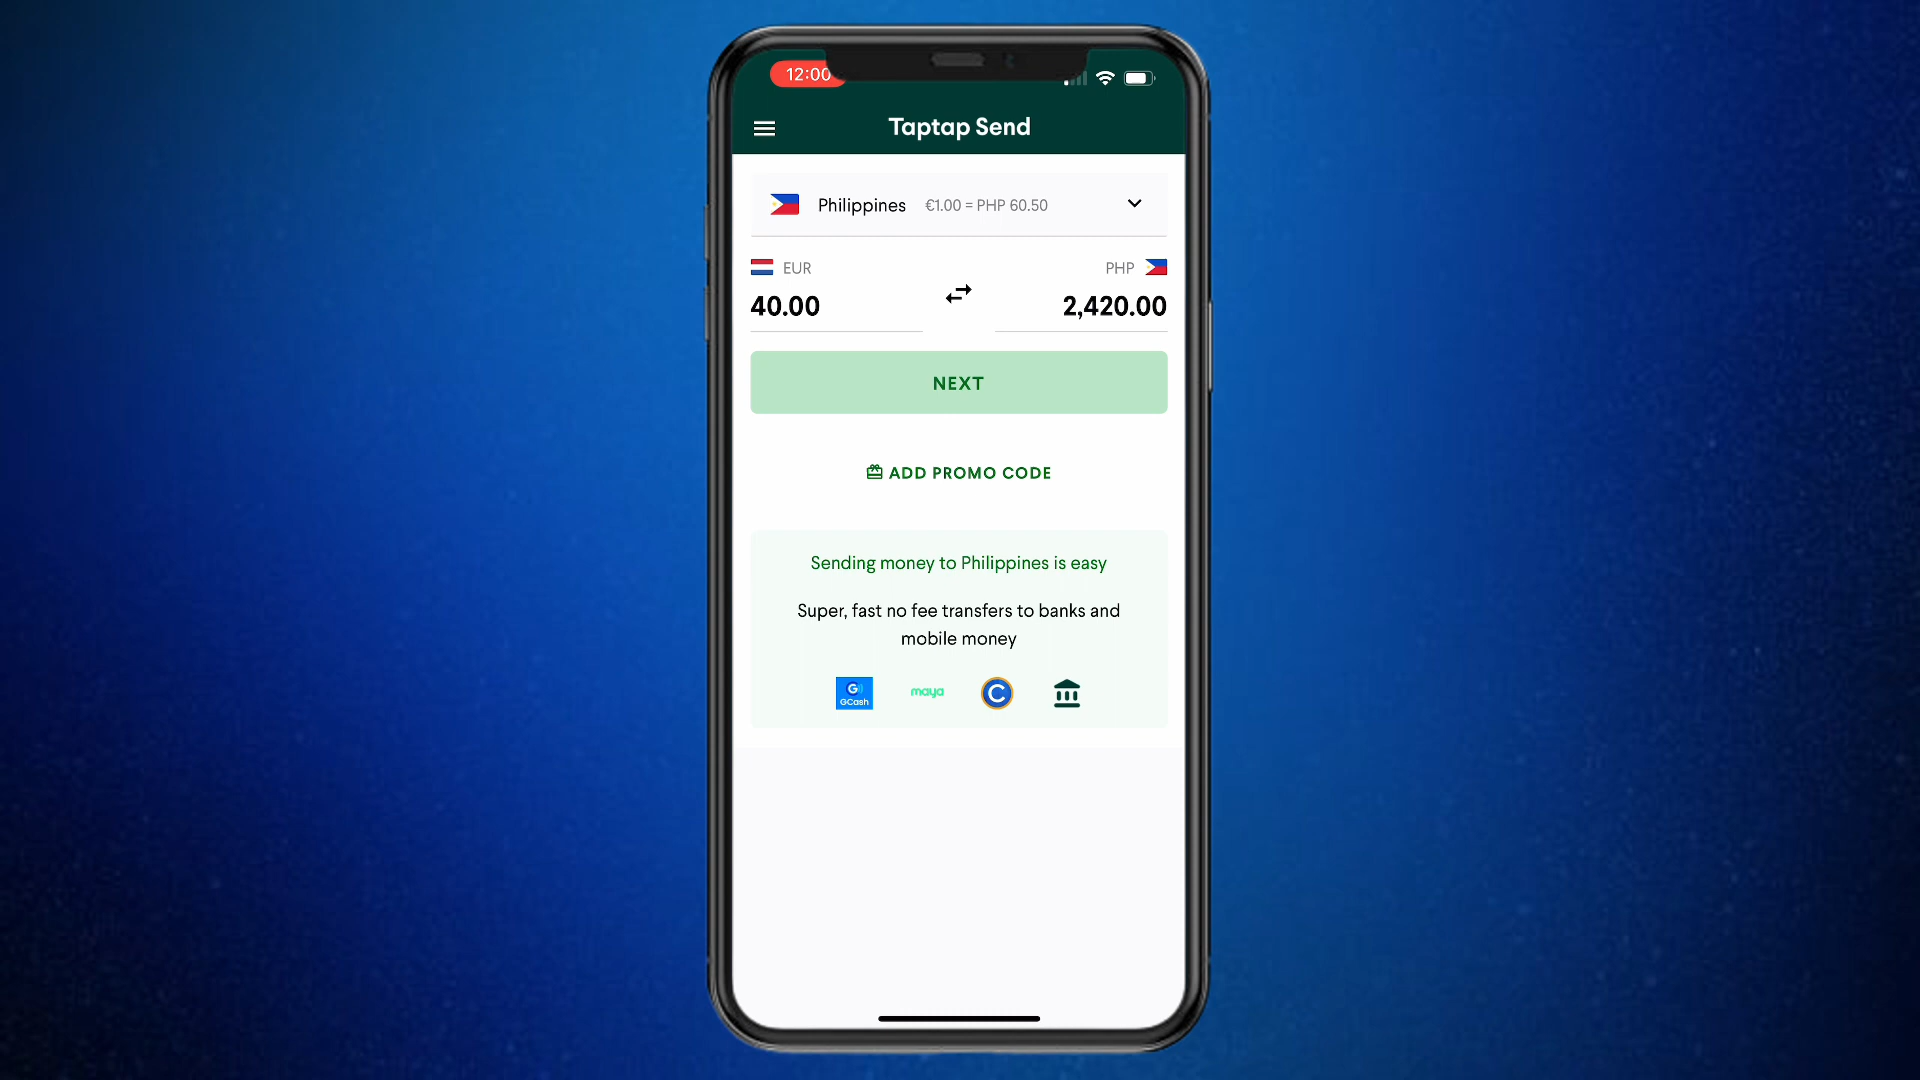 12:00
Taptap Send
Philippines €1.00 = PHP 60.50
EUR
PHP
40.00
2,420.00
NEXT
ADD PROMO CODE
Sending money to Philippines is easy
Super, fast no fee transfers to banks and
mobile money
G
GCash
maya
C